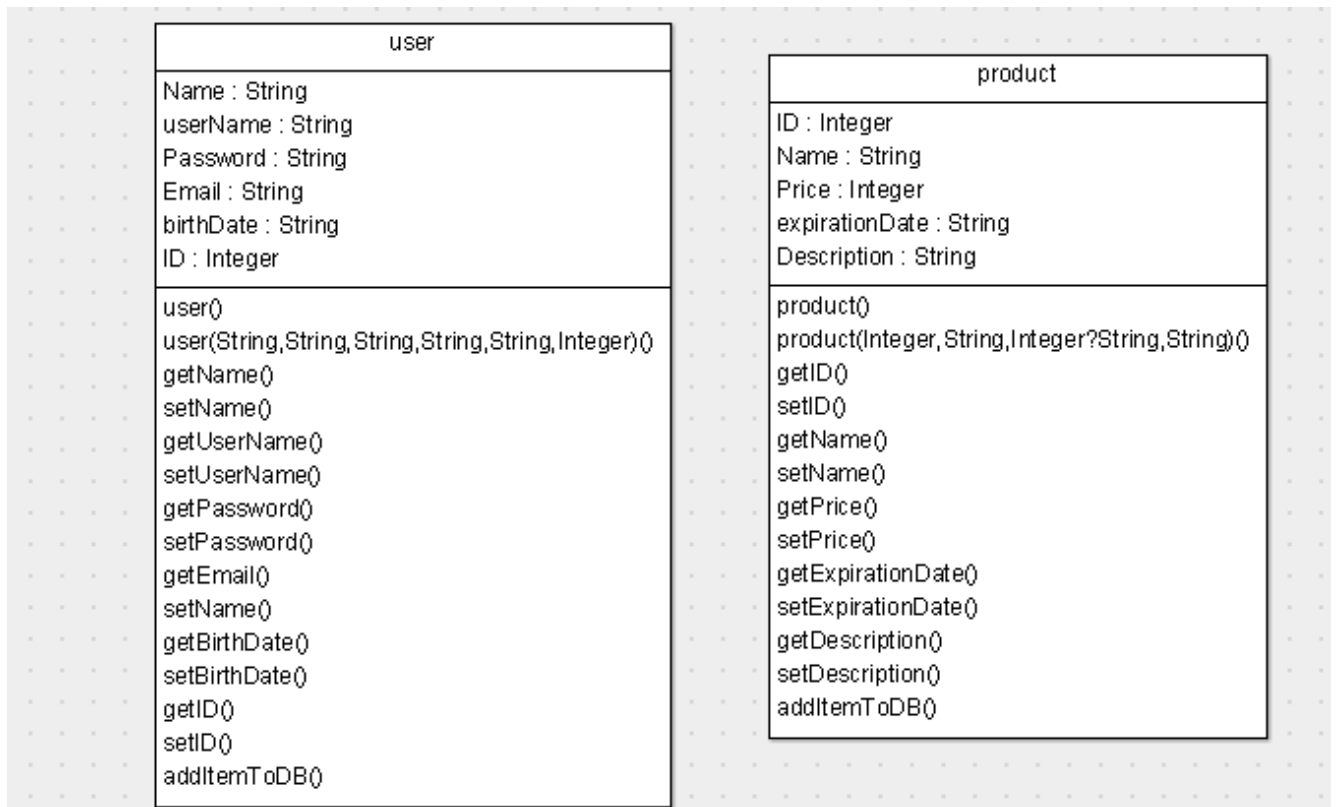 user
Name : String
userName : String
Password : String
Email : String
birthDate : String
ID : Integer
user()
user(String,String,String,String,String,Integer)()
getName()
setName()
getUserName()
setUserName()
getPassword()
setPassword()
getEmail()
setName()
getBirthDate()
setBirthDate()
getID()
setID()
addItemToDB()
product
ID : Integer
Name : String
Price : Integer
expirationDate : String
Description : String
product()
product(Integer,String,Integer?String,String)()
getID()
setID()
getName()
setName()
getPrice()
setPrice()
getExpirationDate()
setExpirationDate()
getDescription()
setDescription()
addItemToDB()